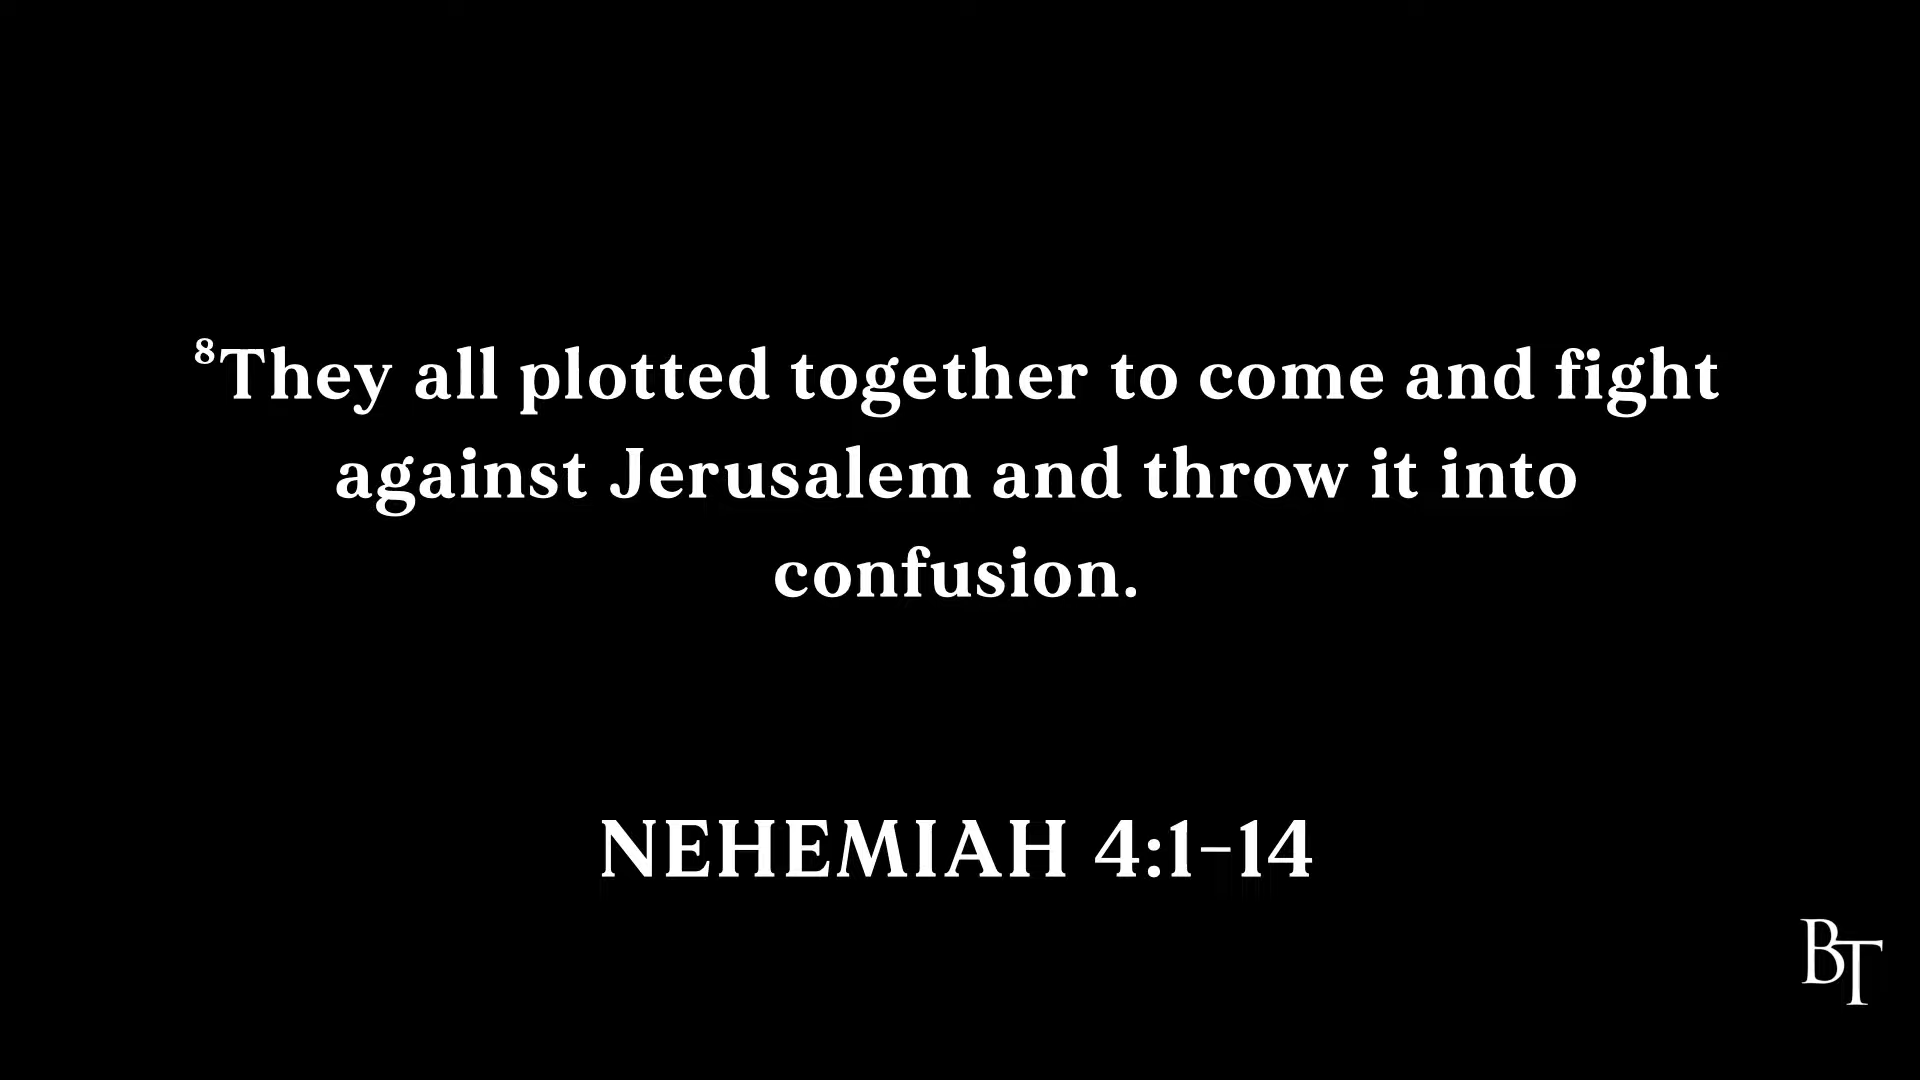 ⁸They all plotted together to come and fight
against Jerusalem and throw it into
confusion.
NEHEMIAH 4:1–14
BT